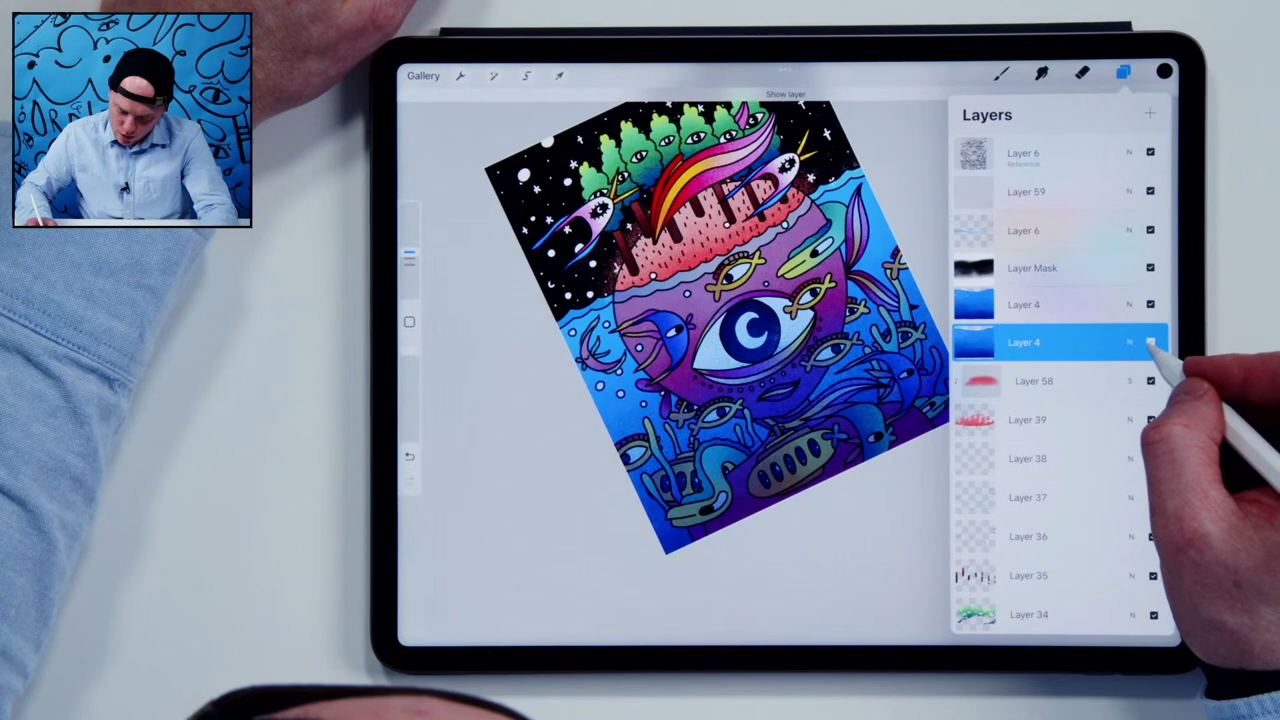 Gallery
Show layer
Layers
Layer 6
Reference
N
Layer 59
N
Layer 6
N
Layer Mask
Layer 4
N
Layer 4
N
Layer 58
S
Layer 39
N
Layer 38
N
Layer 37
N
Layer 36
N
Layer 35
N
Layer 34
N